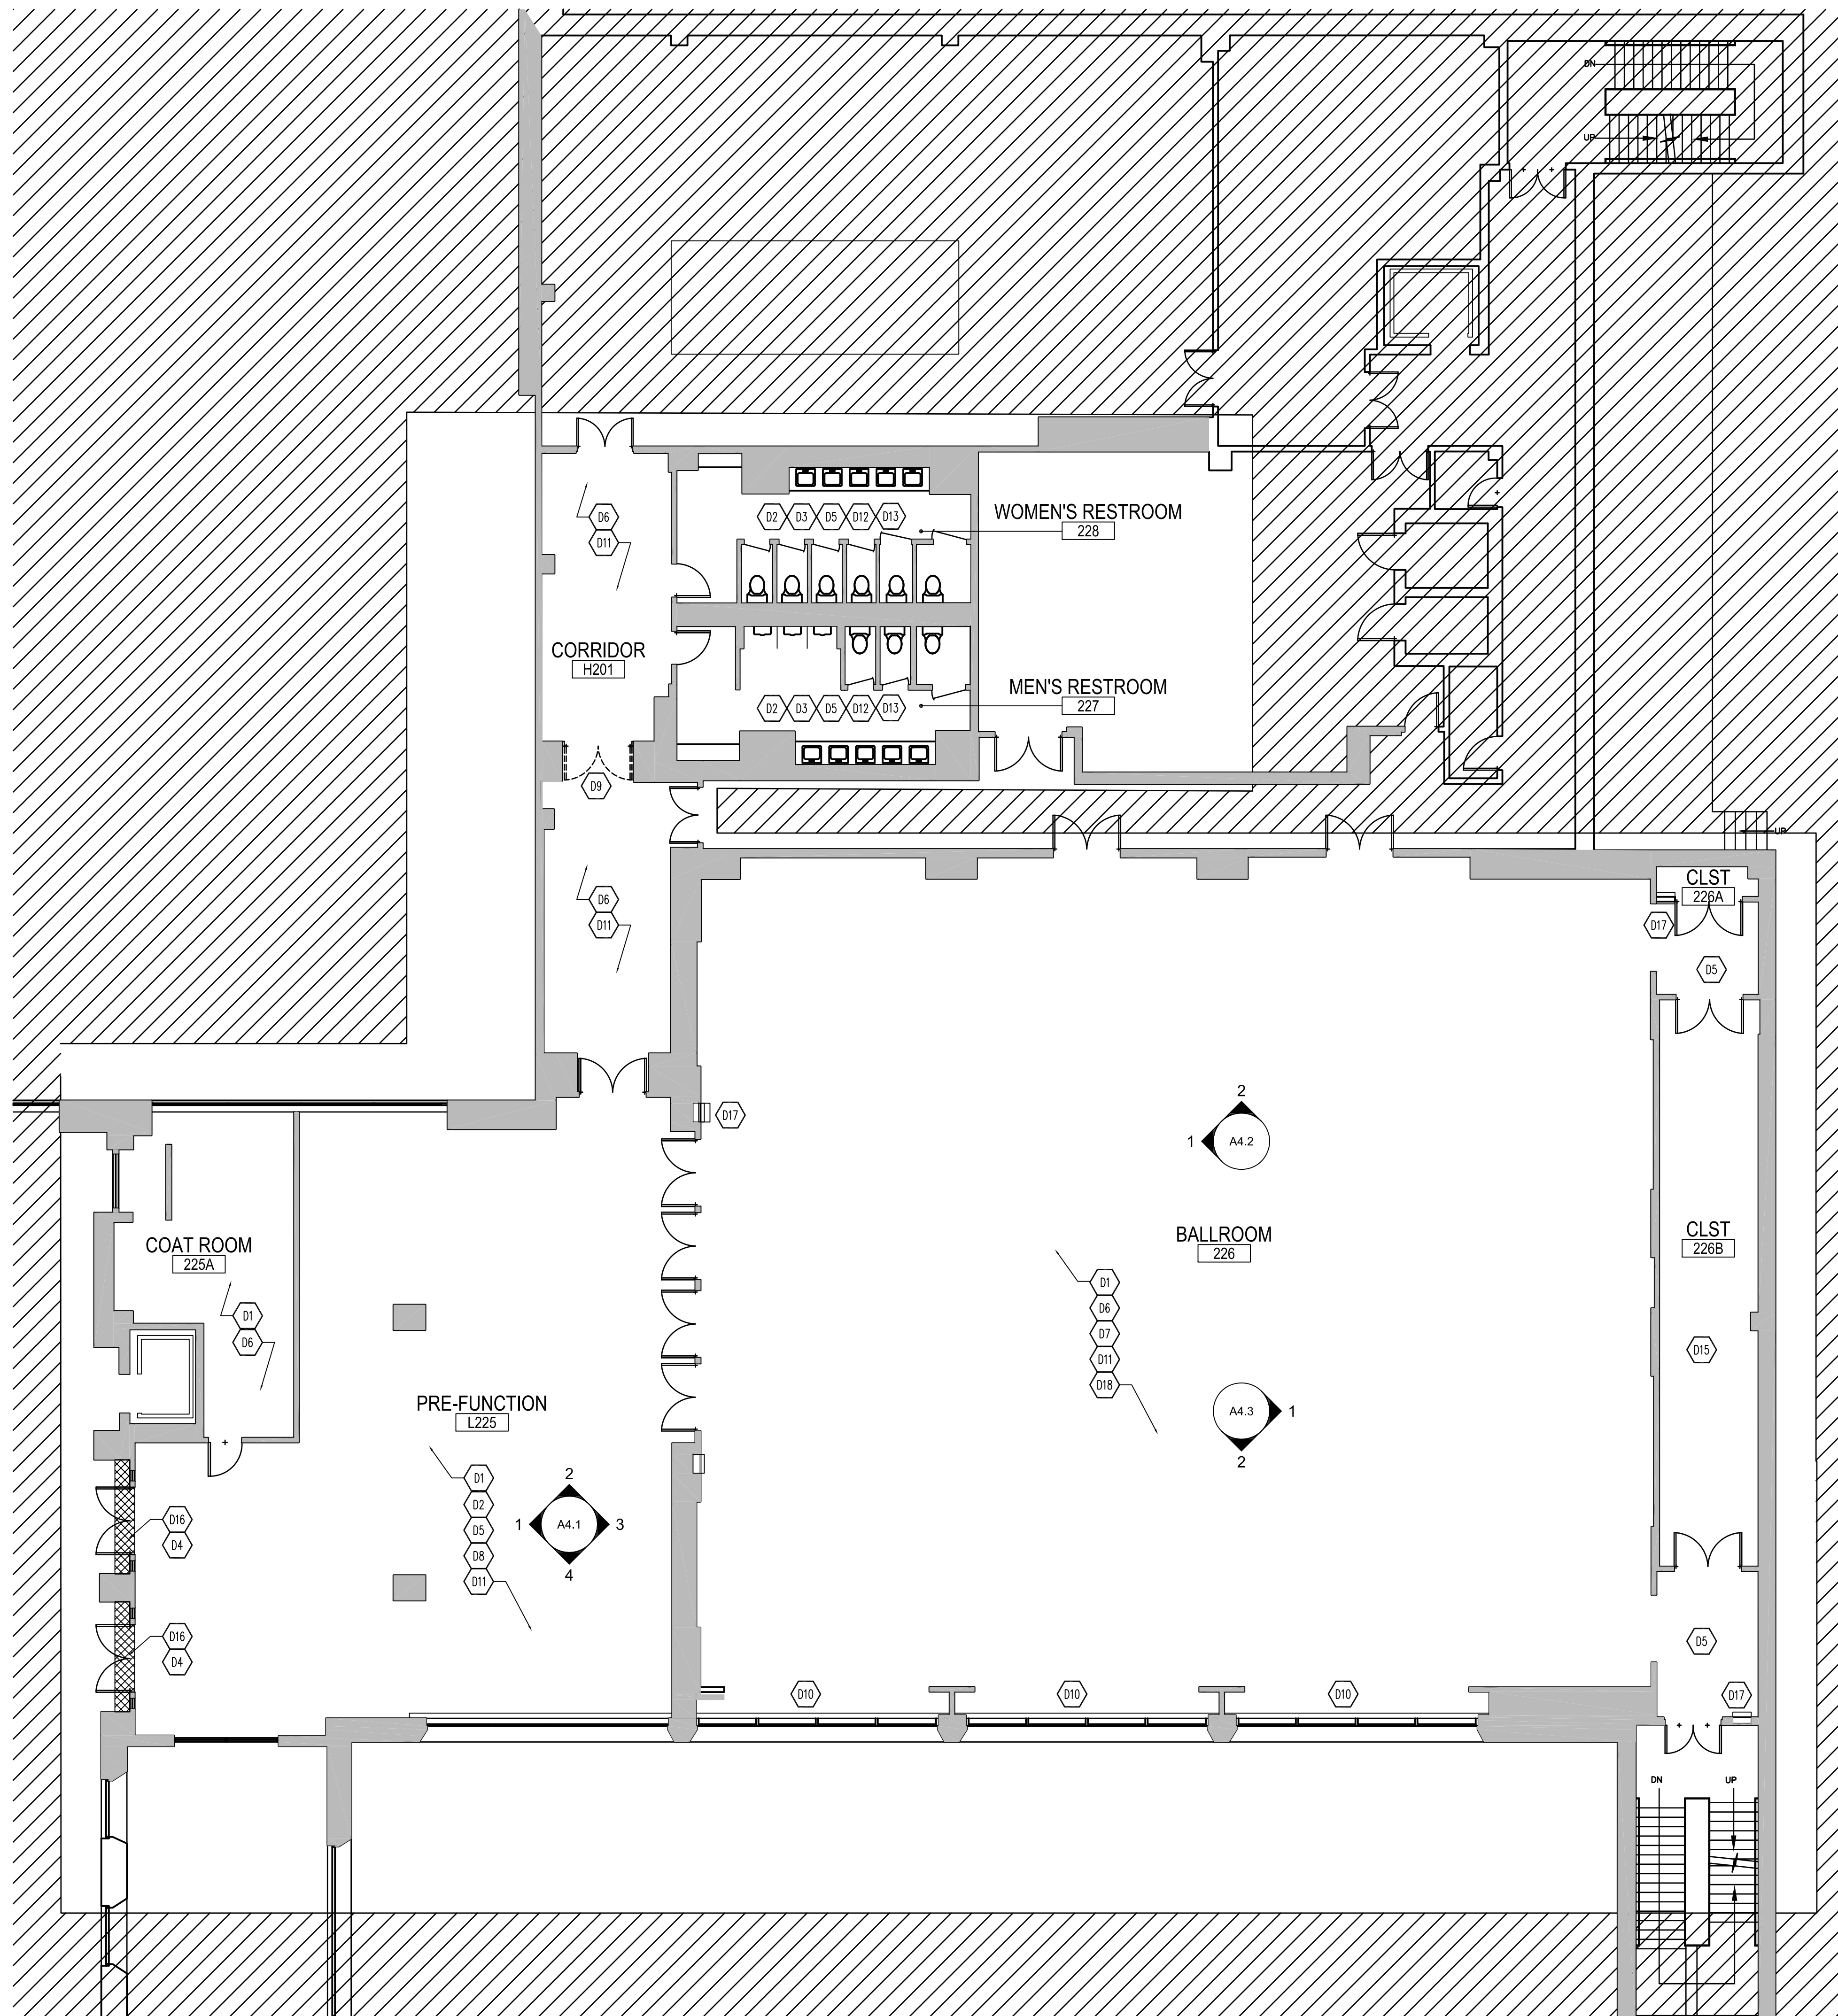 DN
UP
D2 D3 D5 D12 D13
WOMEN'S RESTROOM
228
D6
D11
CORRIDOR
H201
MEN'S RESTROOM
227
D2 D3 D5 D12 D13
D9
UP
CLST
226A
D17
D5
D6
D11
D17
2
1 A4.2
COAT ROOM
225A
D1
D6
BALLROOM
226
D1
D6
D7
D11
D18
CLST
226B
D15
A4.3 1
2
PRE-FUNCTION
L225
D1
D2
D5
D8
D11
2
1 A4.1 3
4
D16
D4
D16
D4
D5
D10 D10 D10
D17
DN UP